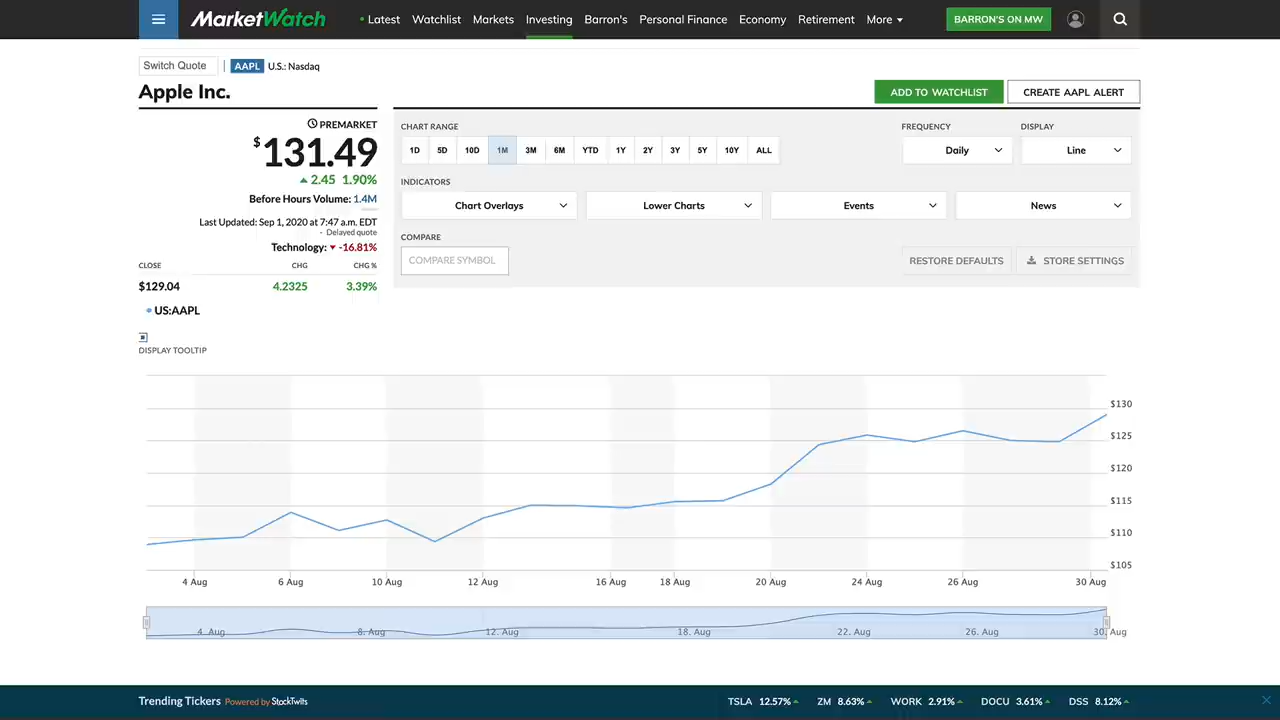 MarketWatch
Latest Watchlist Markets Investing Barron's Personal Finance Economy Retirement More
BARRON'S ON MW
Switch Quote | AAPL U.S.: Nasdaq
Apple Inc.
ADD TO WATCHLIST CREATE AAPL ALERT
PREMARKET
$131.49
2.45 1.90%
Before Hours Volume: 1.4M
Last Updated: Sep 1, 2020 at 7:47 a.m. EDT
- Delayed quote
Technology: -16.81%
CLOSE CHG CHG %
$129.04 4.2325 3.39%
CHART RANGE FREQUENCY DISPLAY
1D 5D 10D 1M 3M 6M YTD 1Y 2Y 3Y 5Y 10Y ALL Daily Line
INDICATORS
Chart Overlays Lower Charts Events News
COMPARE
COMPARE SYMBOL RESTORE DEFAULTS STORE SETTINGS
US:AAPL
DISPLAY TOOLTIP
$130
$125
$120
$115
$110
$105
4 Aug 6 Aug 10 Aug 12 Aug 16 Aug 18 Aug 20 Aug 24 Aug 26 Aug 30 Aug
4. Aug 8. Aug 12. Aug 18. Aug 22. Aug 26. Aug 30. Aug
Trending Tickers Powered by StockTwits TSLA 12.57% ZM 8.63% WORK 2.91% DOCU 3.61% DSS 8.12%